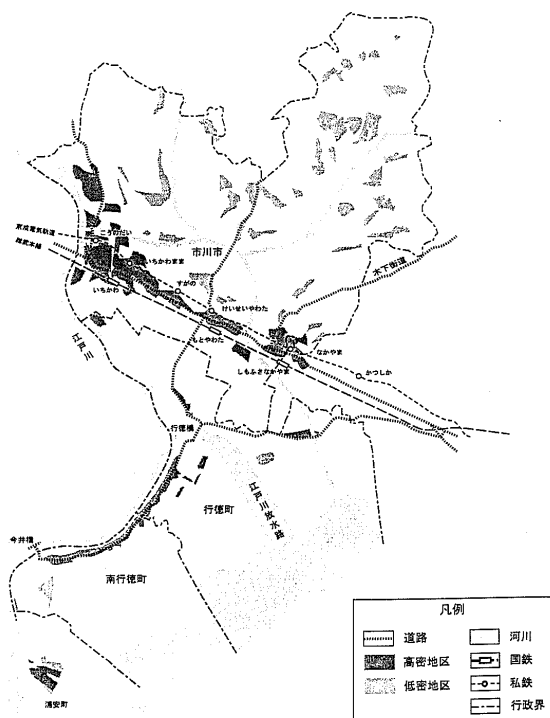 京成電気軌道
こうのだい
総武本線
いちかわまま
市川市
木下街道
すがの
いちかわ
けいせいやわた
もとやわた
なかやま
江戸川
しもふさなかやま
かつしか
行徳橋
行徳町
江戸川放水路
今井橋
南行徳町
浦安町
凡例
道路
河川
高密地区
国鉄
低密地区
私鉄
行政界